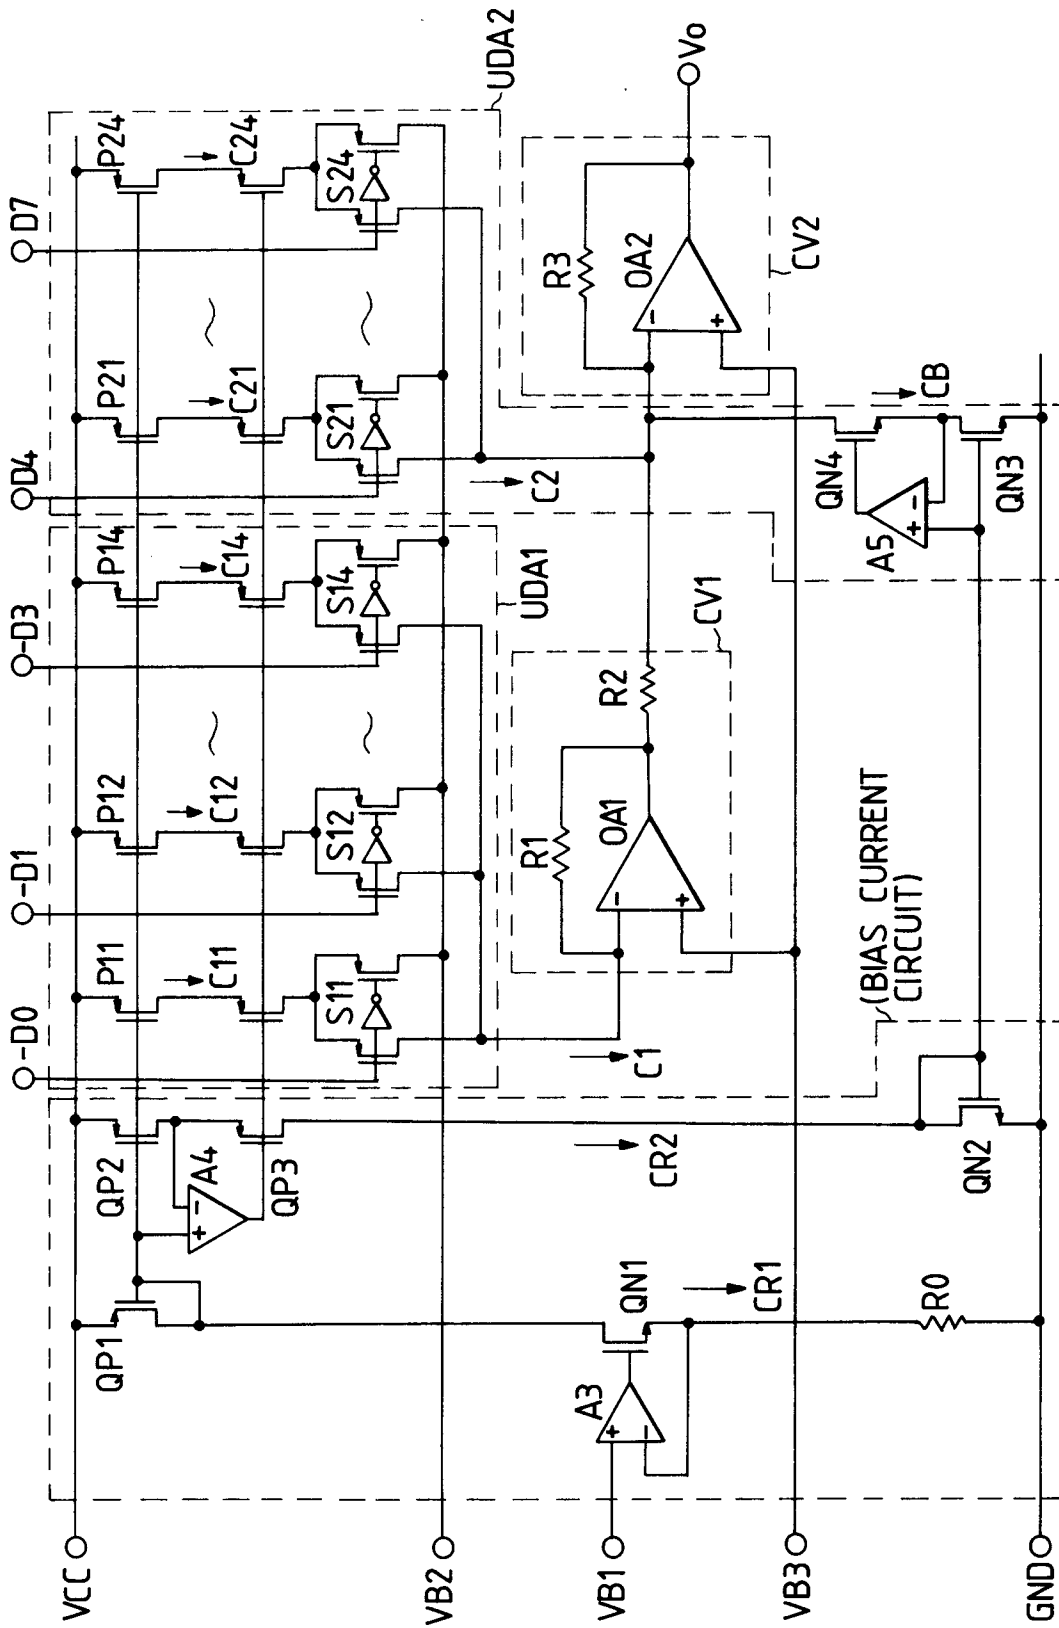 VCC
VB2
VB1
VB3
GND
-D0
-D1
-D3
D4
D7
QP1
QP2
A4
QP3
P11
P12
P14
P21
P24
C11
C12
C14
C21
C24
S11
S12
S14
S21
S24
UDA1
UDA2
C1
C2
R1
OA1
- +
R2
CV1
R3
OA2
- +
CV2
Vo
A3
+ -
QN1
CR1
R0
CR2
QN2
(BIAS CURRENT
CIRCUIT)
A5
+ -
QN4
QN3
CB
+ -